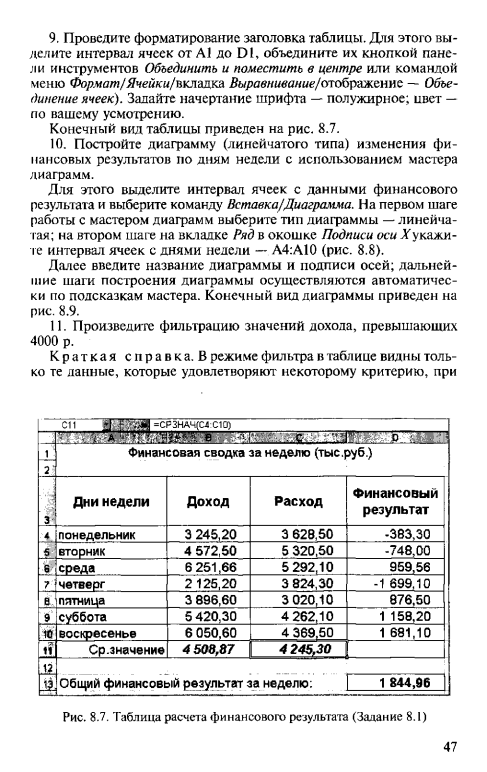 9. Проведите форматирование заголовка таблицы. Для этого вы-
делите интервал ячеек от A1 до D1, объедините их кнопкой пане-
ли инструментов Объединить и поместить в центре или командой
меню Формат/Ячейки/вкладка Выравнивание/отображение — Объе-
динение ячеек). Задайте начертание шрифта — полужирное; цвет —
по вашему усмотрению.
Конечный вид таблицы приведен на рис. 8.7.
10. Постройте диаграмму (линейчатого типа) изменения фи-
нансовых результатов по дням недели с использованием мастера
диаграмм.
Для этого выделите интервал ячеек с данными финансового
результата и выберите команду Вставка/Диаграмма. На первом шаге
работы с мастером диаграмм выберите тип диаграммы — линейча-
тая; на втором шаге на вкладке Ряд в окошке Подписи оси X укажи-
те интервал ячеек с днями недели — A4:A10 (рис. 8.8).
Далее введите название диаграммы и подписи осей; дальней-
шие шаги построения диаграммы осуществляются автоматичес-
ки по подсказкам мастера. Конечный вид диаграммы приведен на
рис. 8.9.
11. Произведите фильтрацию значений дохода, превышающих
4000 р.
Краткая справка. В режиме фильтра в таблице видны толь-
ко те данные, которые удовлетворяют некоторому критерию, при
C11 =СРЗНАЧ(C4:C10)
A B C D
1 Финансовая сводка за неделю (тыс.руб.)
2
3 Дни недели Доход Расход Финансовый результат
4 понедельник 3 245,20 3 628,50 -383,30
5 вторник 4 572,50 5 320,50 -748,00
6 среда 6 251,66 5 292,10 959,56
7 четверг 2 125,20 3 824,30 -1 699,10
8 пятница 3 896,60 3 020,10 876,50
9 суббота 5 420,30 4 262,10 1 158,20
10 воскресенье 6 050,60 4 369,50 1 681,10
11 Ср.значение 4 508,87 4 245,30
12
13 Общий финансовый результат за неделю: 1 844,96
Рис. 8.7. Таблица расчета финансового результата (Задание 8.1)
47